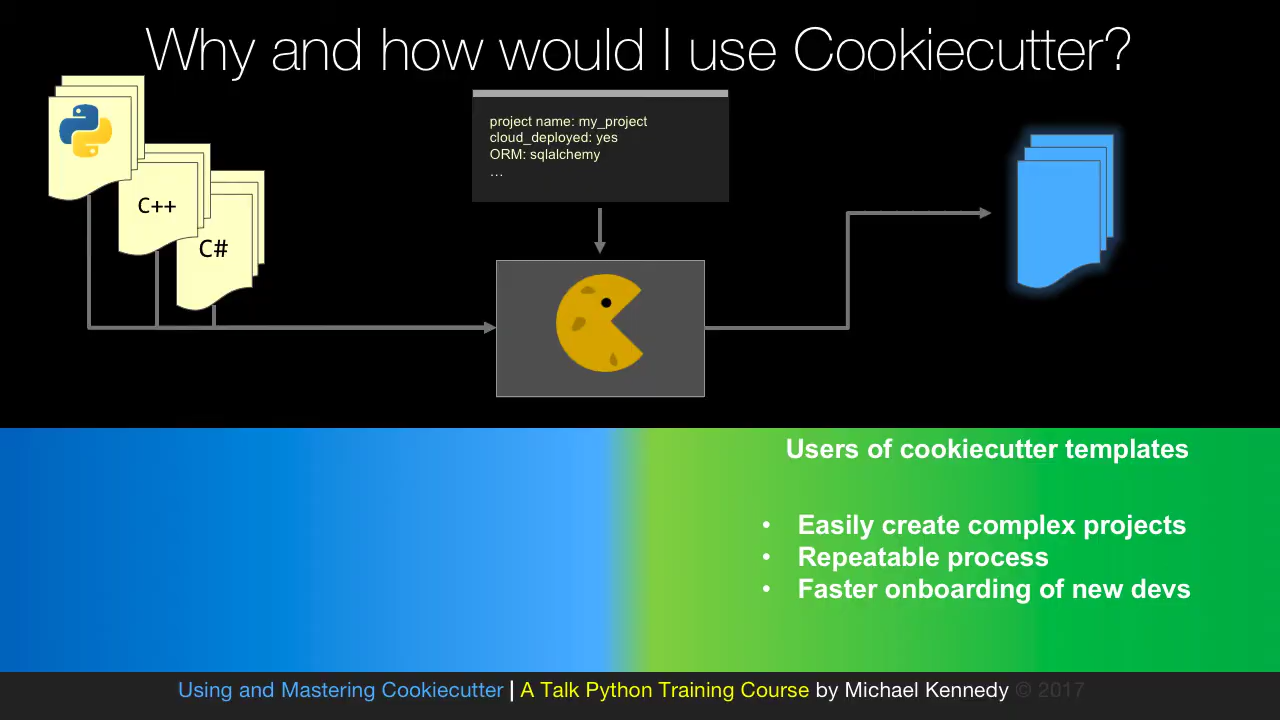 Why and how would I use Cookiecutter?
project name: my_project
cloud_deployed: yes
ORM: sqlalchemy
…
C++
C#
Users of cookiecutter templates
• Easily create complex projects
• Repeatable process
• Faster onboarding of new devs
Using and Mastering Cookiecutter | A Talk Python Training Course by Michael Kennedy © 2017